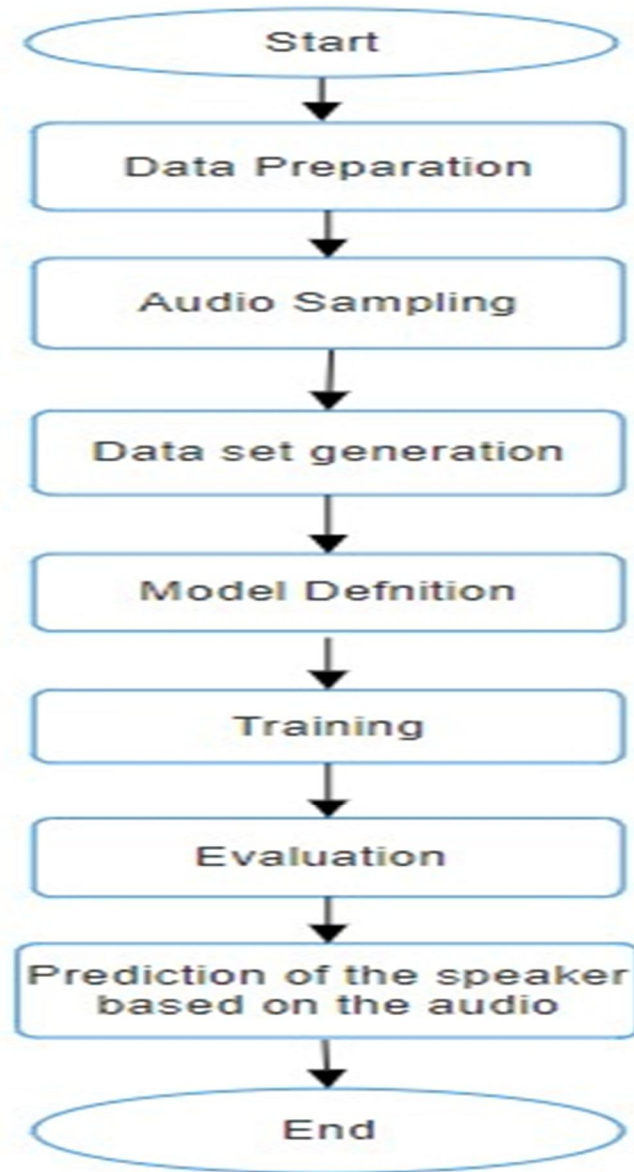 Start
Data Preparation
Audio Sampling
Data set generation
Model Defnition
Training
Evaluation
Prediction of the speaker
based on the audio
End